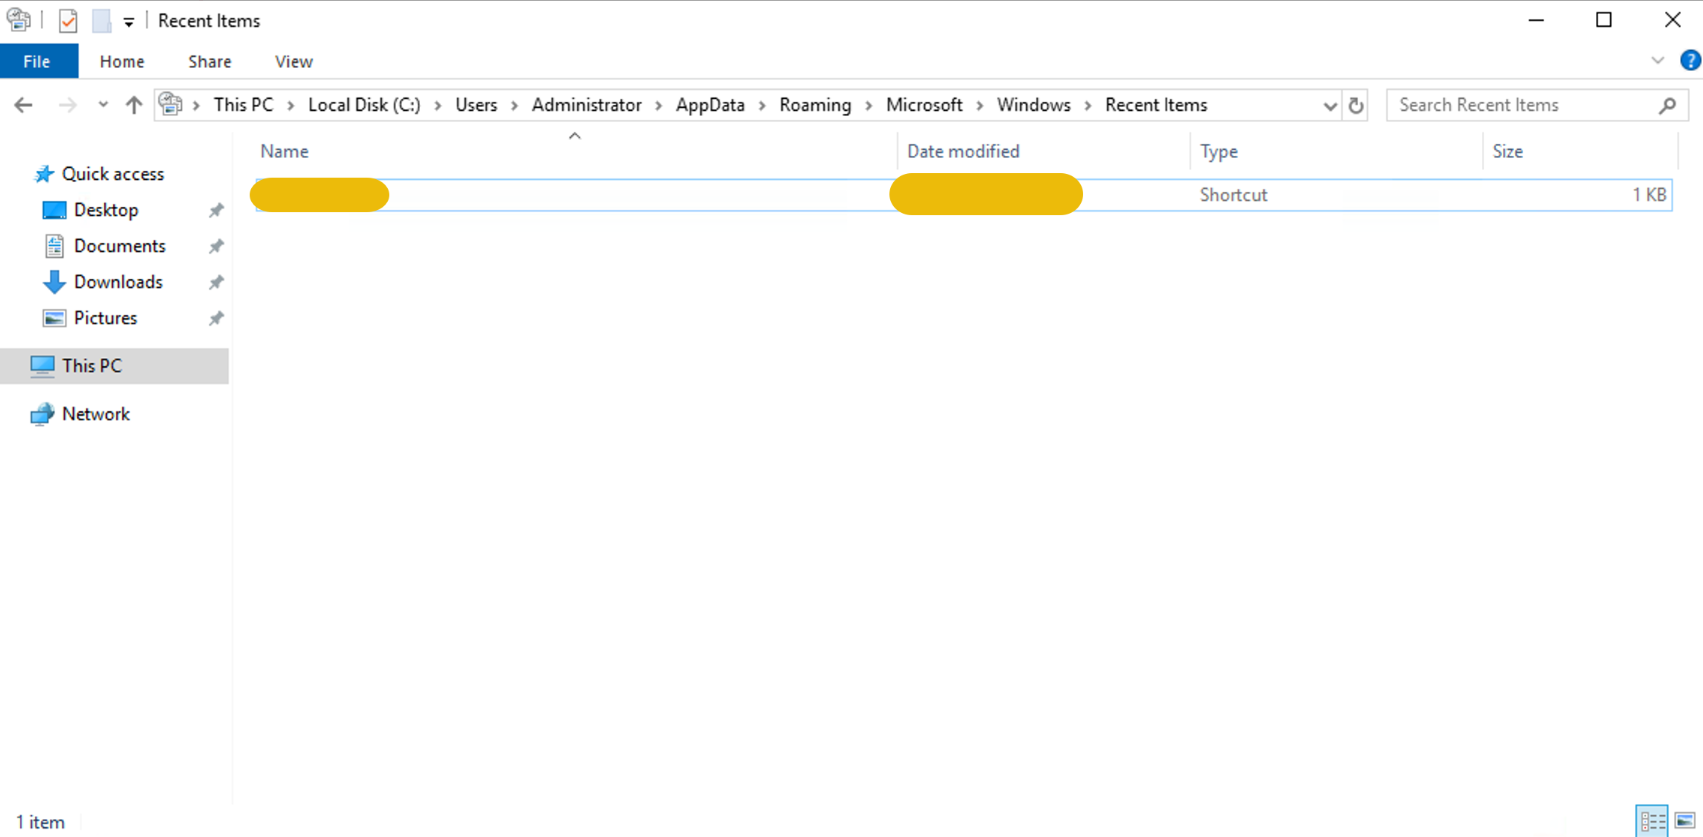 Recent Items
File Home Share View
This PC Local Disk (C:) Users Administrator AppData Roaming Microsoft Windows Recent Items Search Recent Items
Name Date modified Type Size
Shortcut 1 KB
Quick access
Desktop
Documents
Downloads
Pictures
This PC
Network
1 item